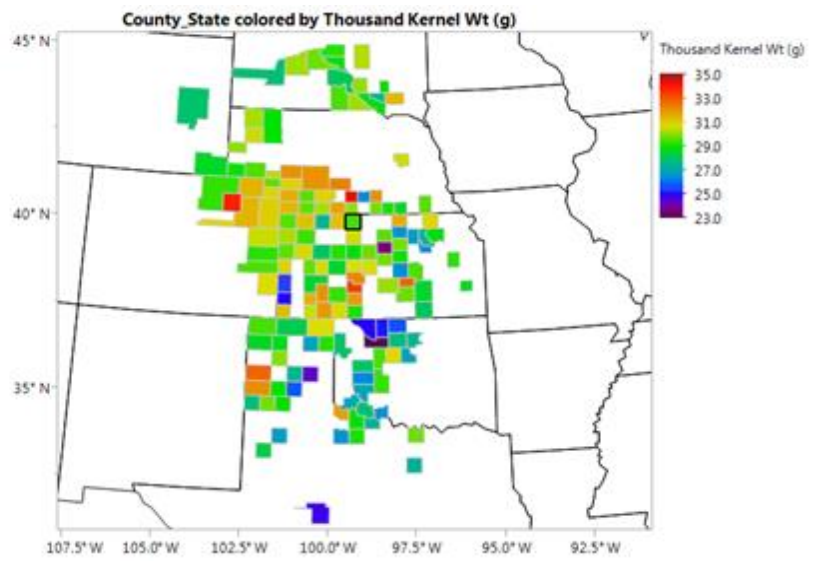 County_State colored by Thousand Kernel Wt (g)
45° N
40° N
35° N
107.5° W 105.0° W 102.5° W 100.0° W 97.5° W 95.0° W 92.5° W
Thousand Kernel Wt (g)
35.0
33.0
31.0
29.0
27.0
25.0
23.0